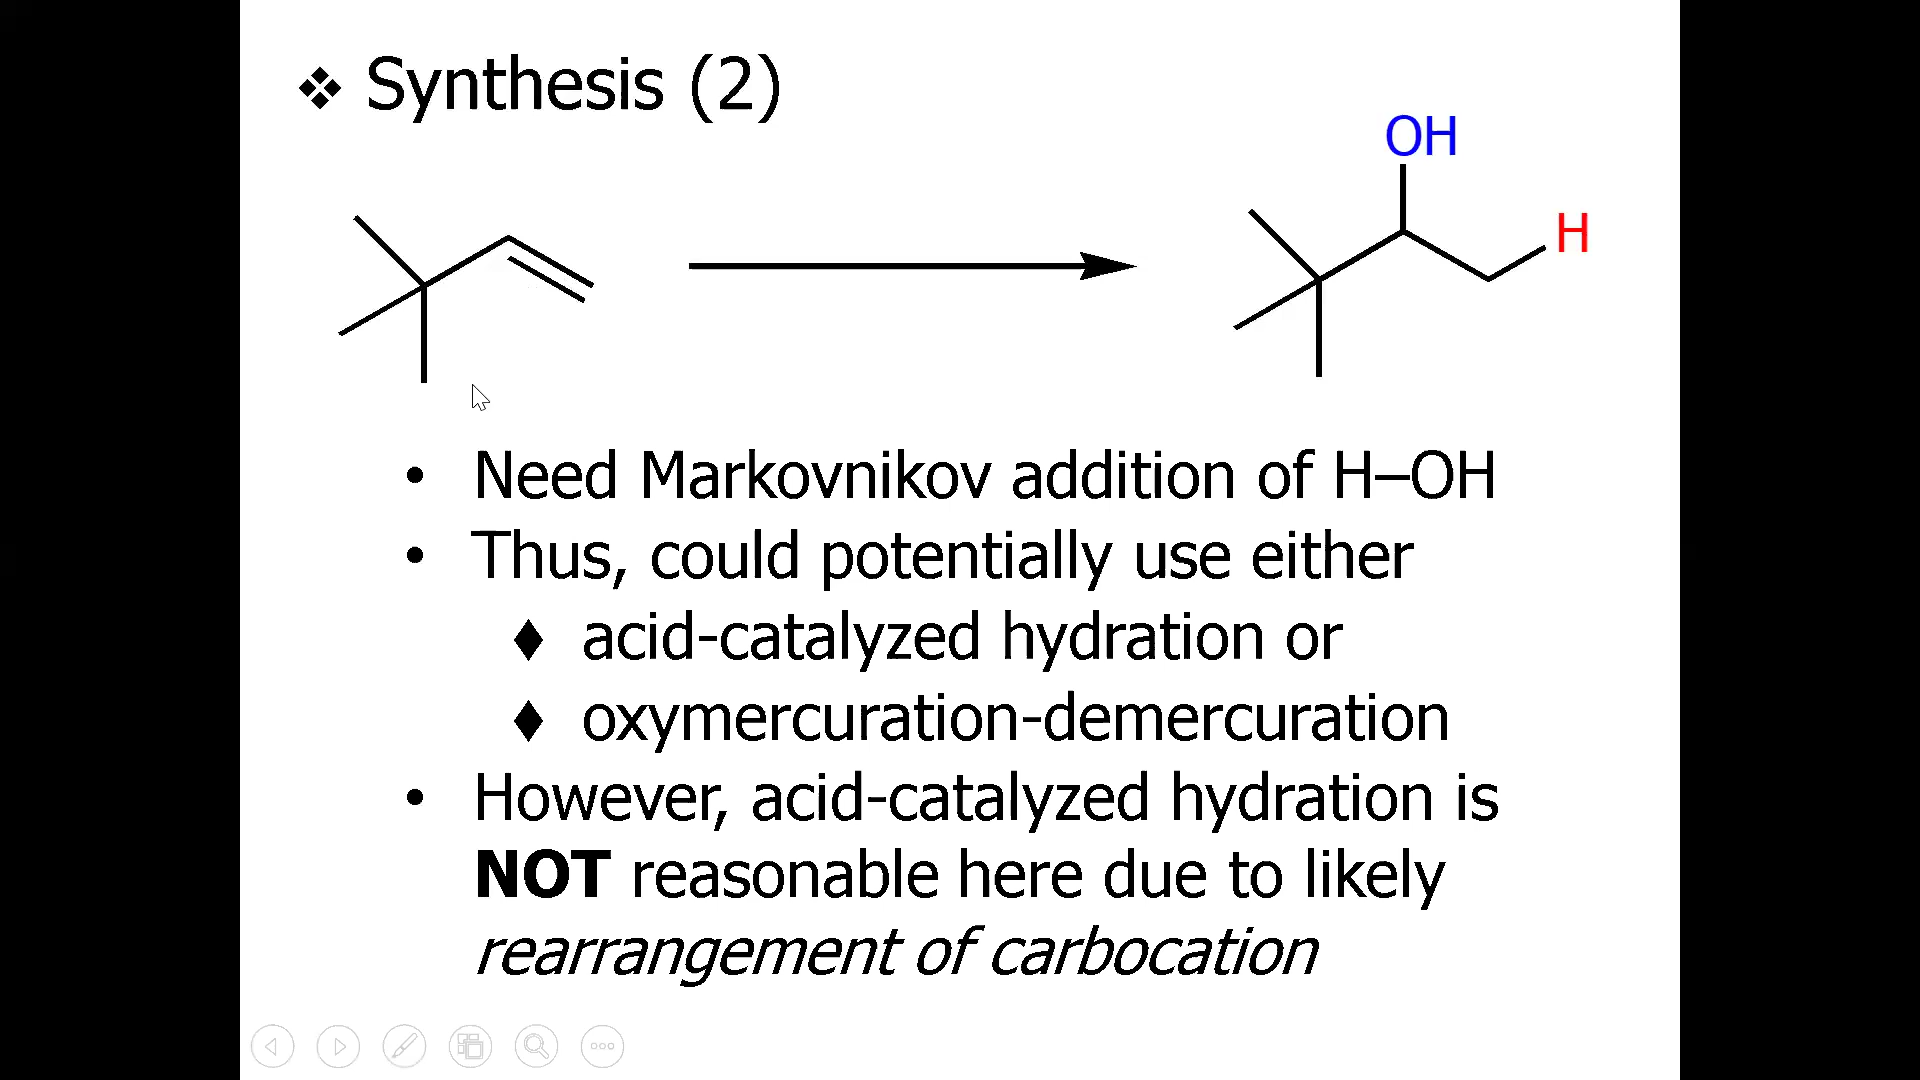 ❖ Synthesis (2)
OH
H
• Need Markovnikov addition of H–OH
• Thus, could potentially use either
♦ acid-catalyzed hydration or
♦ oxymercuration-demercuration
• However, acid-catalyzed hydration is
NOT reasonable here due to likely
rearrangement of carbocation